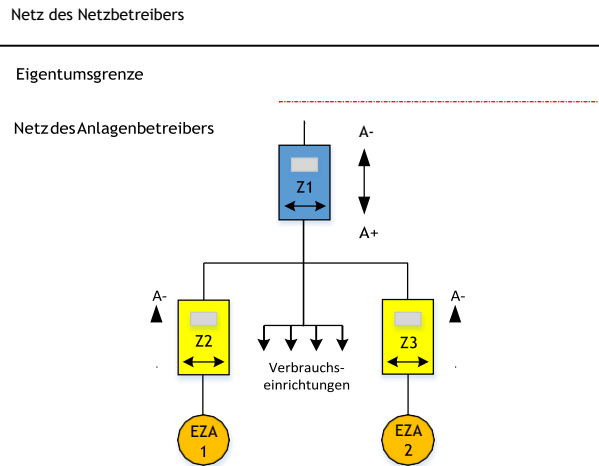 Netz des Netzbetreibers
Eigentumsgrenze
Netz des Anlagenbetreibers
A-
Z1
A+
A-
A-
Z2
Z3
Verbrauchs-
einrichtungen
EZA
1
EZA
2